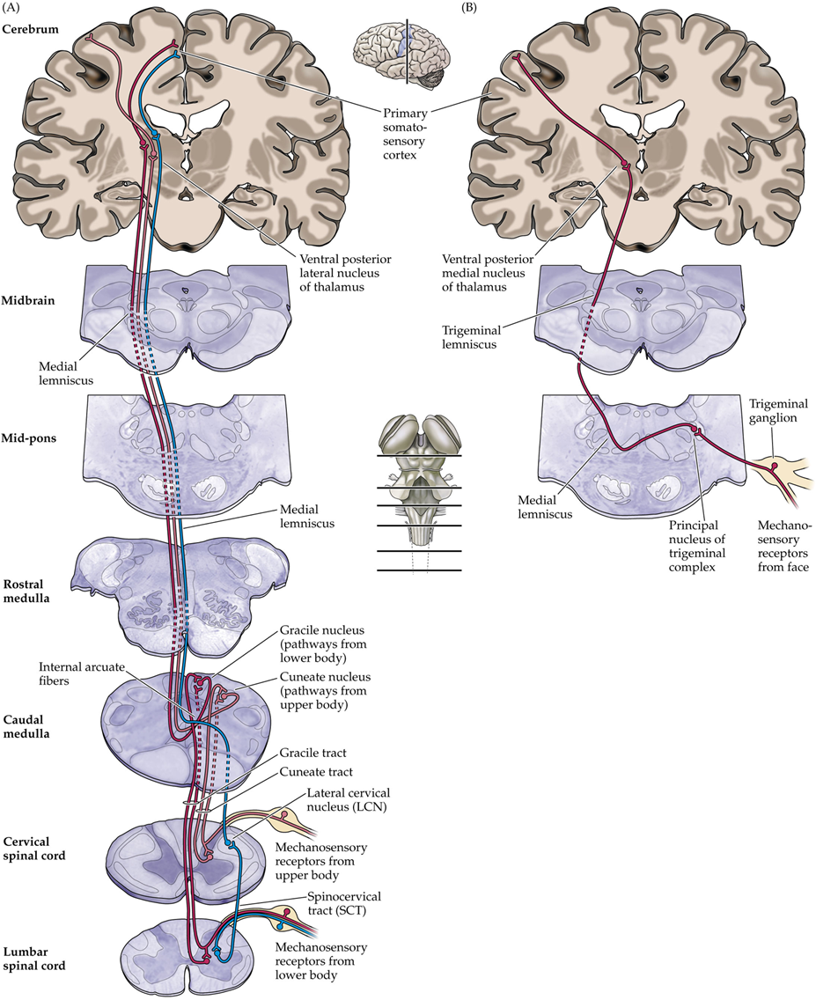 (A)
Cerebrum
Primary
somato-
sensory
cortex
Ventral posterior
lateral nucleus
of thalamus
Midbrain
Medial
lemniscus
Mid-pons
Medial
lemniscus
Rostral
medulla
Gracile nucleus
(pathways from
lower body)
Internal arcuate
fibers
Cuneate nucleus
(pathways from
upper body)
Caudal
medulla
Gracile tract
Cuneate tract
Lateral cervical
nucleus (LCN)
Cervical
spinal cord
Mechanosensory
receptors from
upper body
Spinocervical
tract (SCT)
Lumbar
spinal cord
Mechanosensory
receptors from
lower body
(B)
Ventral posterior
medial nucleus
of thalamus
Trigeminal
lemniscus
Trigeminal
ganglion
Medial
lemniscus
Principal
nucleus of
trigeminal
complex
Mechano-
sensory
receptors
from face